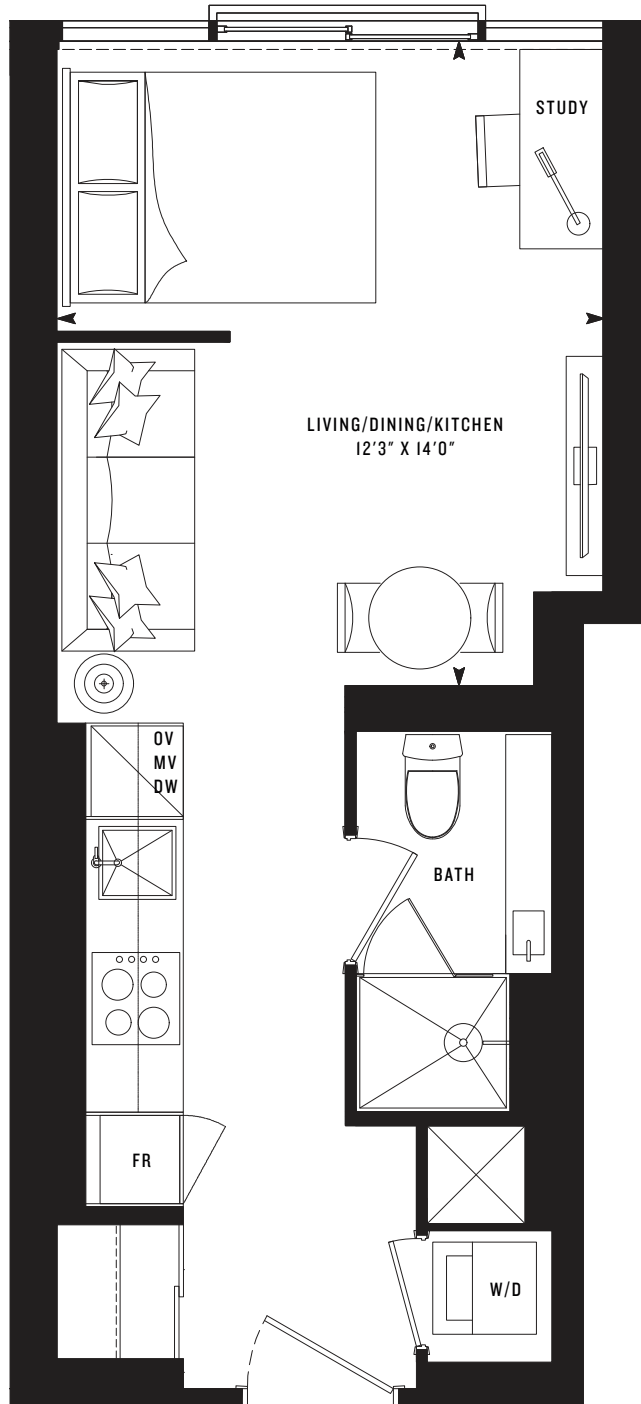 STUDY
LIVING/DINING/KITCHEN
12'3" X 14'0"
OV
MV
DW
BATH
FR
W/D